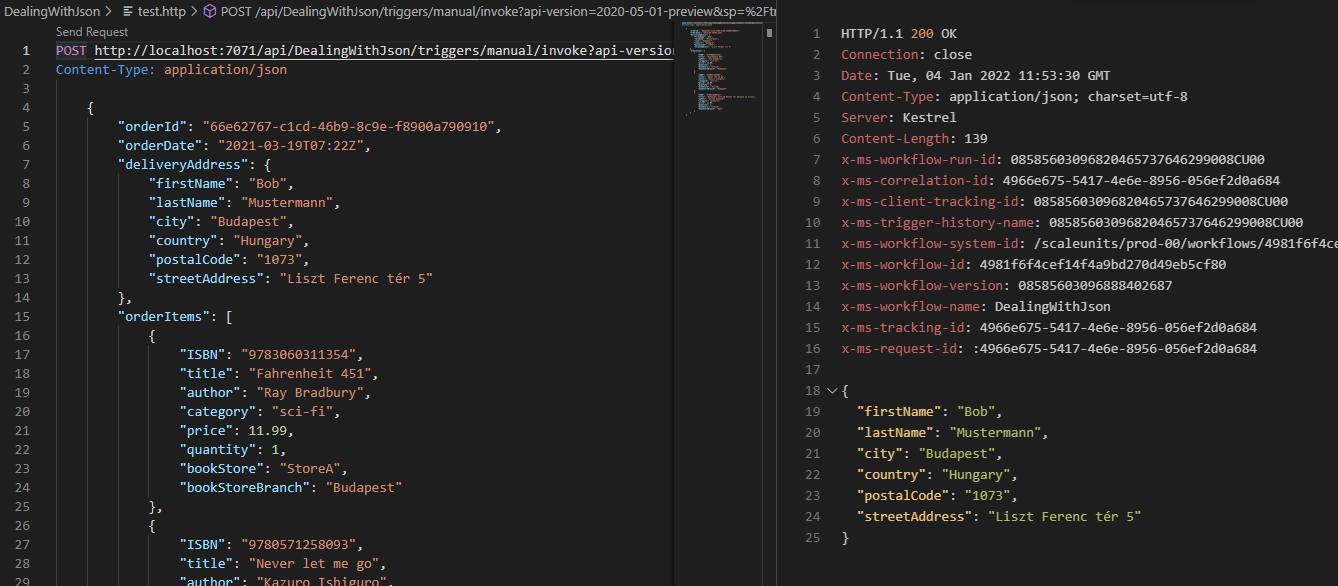 DealingWithJson > test.http > POST /api/DealingWithJson/triggers/manual/invoke?api-version=2020-05-01-preview&sp=%2Ft
Send Request
1 POST http://localhost:7071/api/DealingWithJson/triggers/manual/invoke?api-version
2 Content-Type: application/json
3
4 {
5 "orderId": "66e62767-c1cd-46b9-8c9e-f8900a790910",
6 "orderDate": "2021-03-19T07:22Z",
7 "deliveryAddress": {
8 "firstName": "Bob",
9 "lastName": "Mustermann",
10 "city": "Budapest",
11 "country": "Hungary",
12 "postalCode": "1073",
13 "streetAddress": "Liszt Ferenc tér 5"
14 },
15 "orderItems": [
16 {
17 "ISBN": "9783060311354",
18 "title": "Fahrenheit 451",
19 "author": "Ray Bradbury",
20 "category": "sci-fi",
21 "price": 11.99,
22 "quantity": 1,
23 "bookStore": "StoreA",
24 "bookStoreBranch": "Budapest"
25 },
26 {
27 "ISBN": "9780571258093",
28 "title": "Never let me go",
29 "author": "Kazuro Ishiguro",
1 HTTP/1.1 200 OK
2 Connection: close
3 Date: Tue, 04 Jan 2022 11:53:30 GMT
4 Content-Type: application/json; charset=utf-8
5 Server: Kestrel
6 Content-Length: 139
7 x-ms-workflow-run-id: 08585603096820465737646299008CU00
8 x-ms-correlation-id: 4966e675-5417-4e6e-8956-056ef2d0a684
9 x-ms-client-tracking-id: 08585603096820465737646299008CU00
10 x-ms-trigger-history-name: 08585603096820465737646299008CU00
11 x-ms-workflow-system-id: /scaleunits/prod-00/workflows/4981f6f4ce
12 x-ms-workflow-id: 4981f6f4cef14f4a9bd270d49eb5cf80
13 x-ms-workflow-version: 08585603096888402687
14 x-ms-workflow-name: DealingWithJson
15 x-ms-tracking-id: 4966e675-5417-4e6e-8956-056ef2d0a684
16 x-ms-request-id: :4966e675-5417-4e6e-8956-056ef2d0a684
17
18 {
19 "firstName": "Bob",
20 "lastName": "Mustermann",
21 "city": "Budapest",
22 "country": "Hungary",
23 "postalCode": "1073",
24 "streetAddress": "Liszt Ferenc tér 5"
25 }